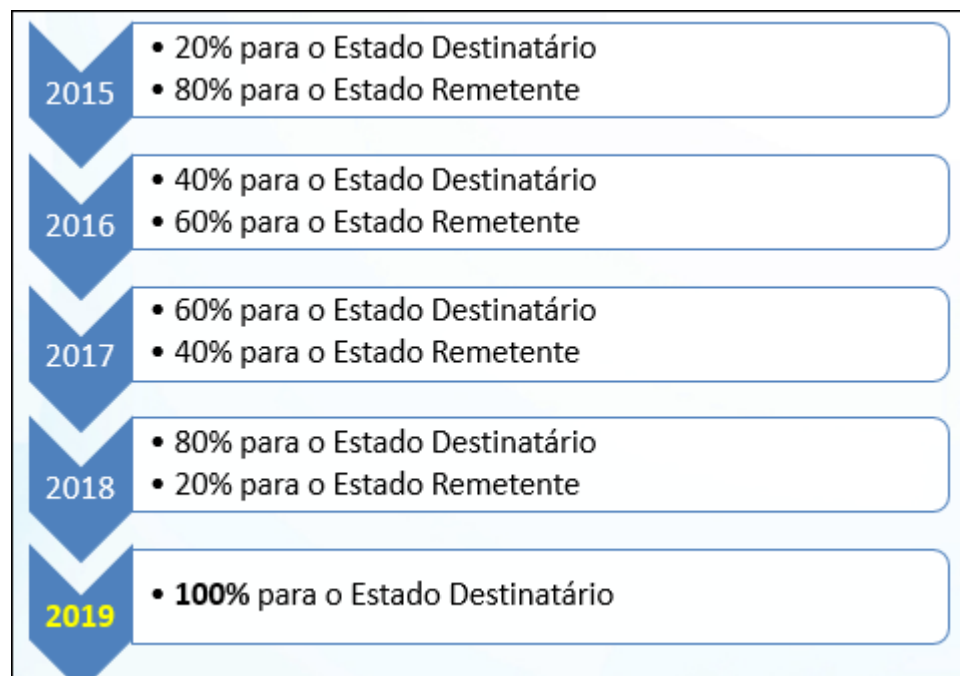 2015
• 20% para o Estado Destinatário
• 80% para o Estado Remetente
2016
• 40% para o Estado Destinatário
• 60% para o Estado Remetente
2017
• 60% para o Estado Destinatário
• 40% para o Estado Remetente
2018
• 80% para o Estado Destinatário
• 20% para o Estado Remetente
2019
• 100% para o Estado Destinatário